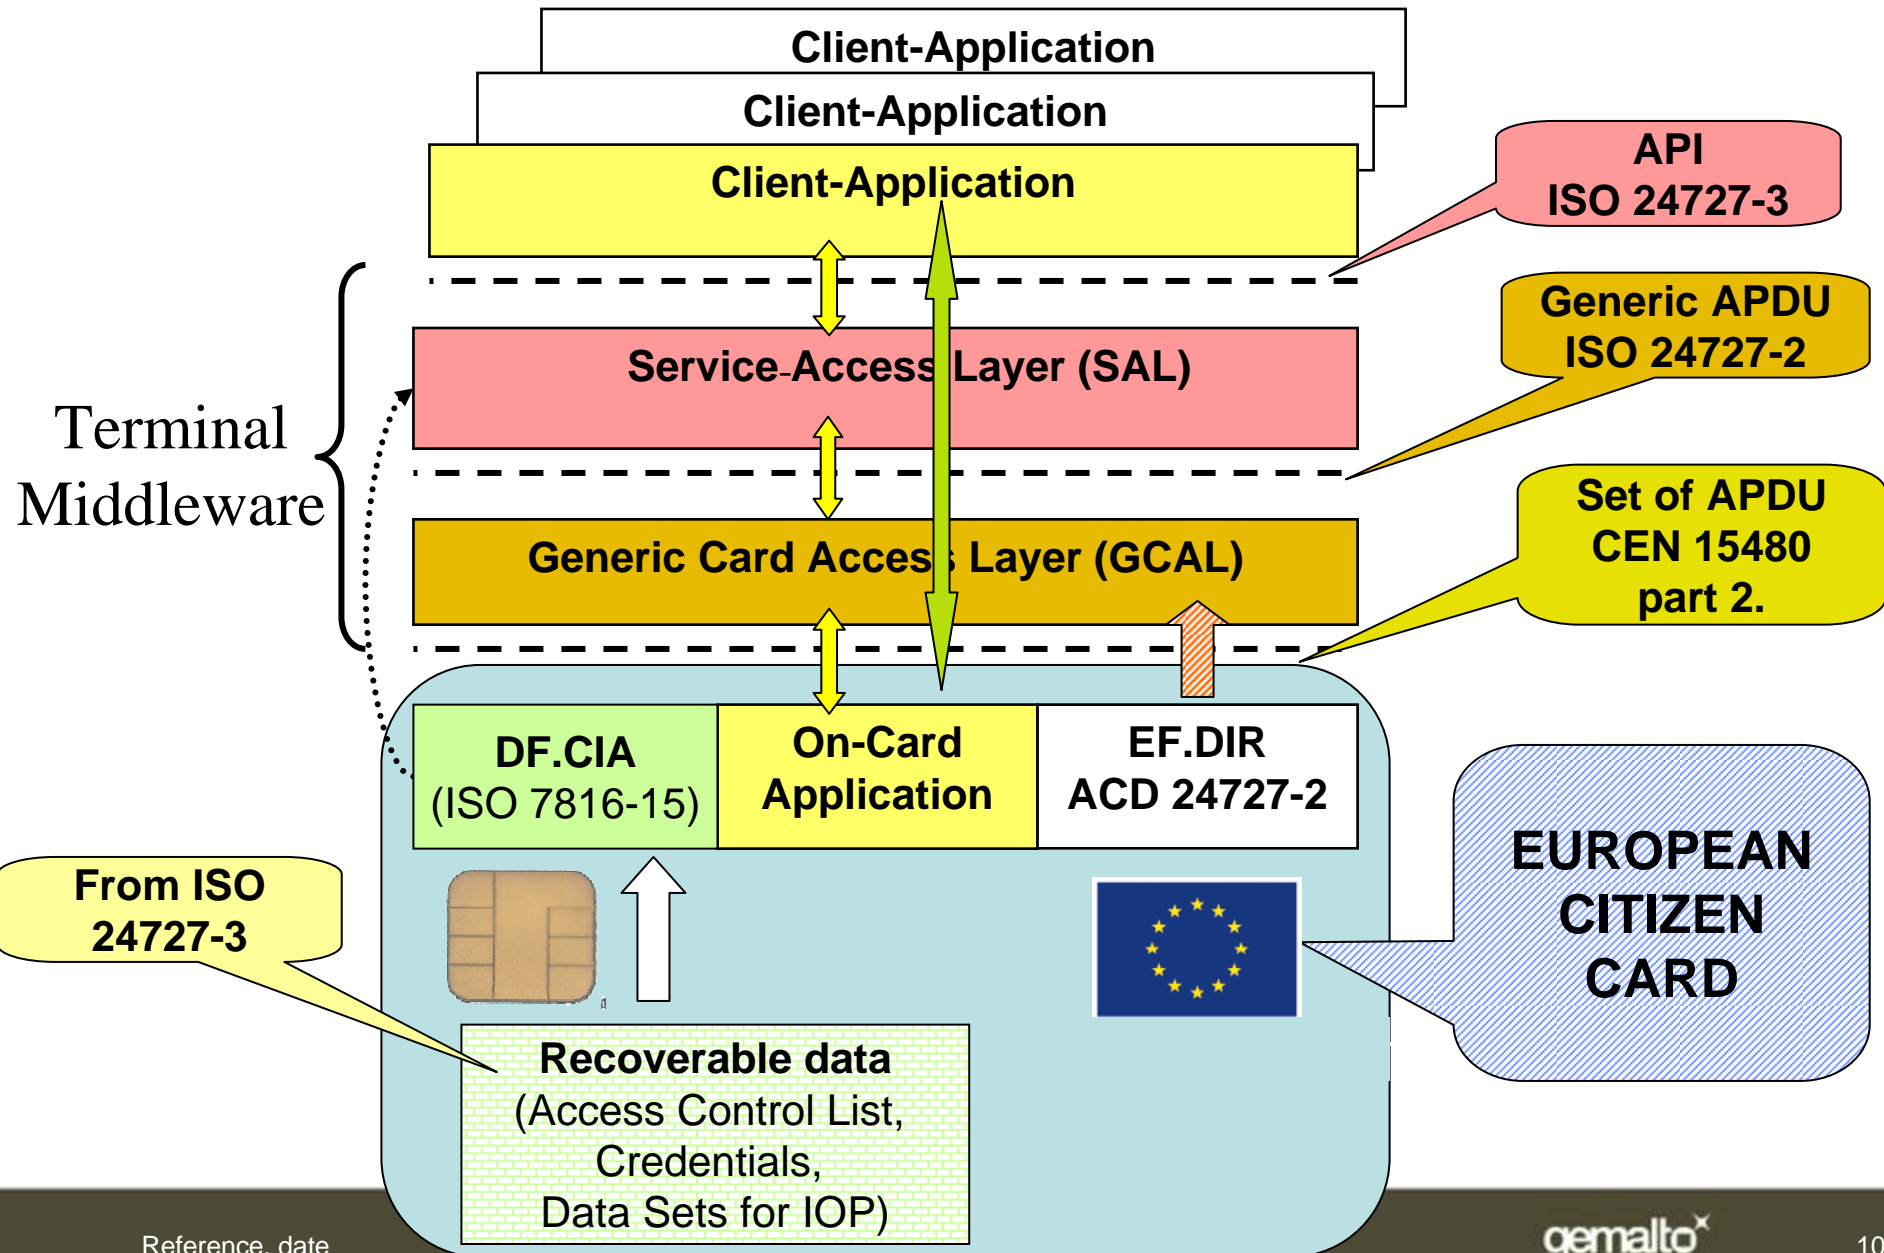 Client-Application
Client-Application
Client-Application
API
ISO 24727-3
Generic APDU
ISO 24727-2
Service-Access Layer (SAL)
Terminal
Middleware
Set of APDU
CEN 15480
part 2.
Generic Card Access Layer (GCAL)
DF.CIA
(ISO 7816-15)
On-Card
Application
EF.DIR
ACD 24727-2
EUROPEAN
CITIZEN
CARD
From ISO
24727-3
Recoverable data
(Access Control List,
Credentials,
Data Sets for IOP)
Reference, date
gemalto
10